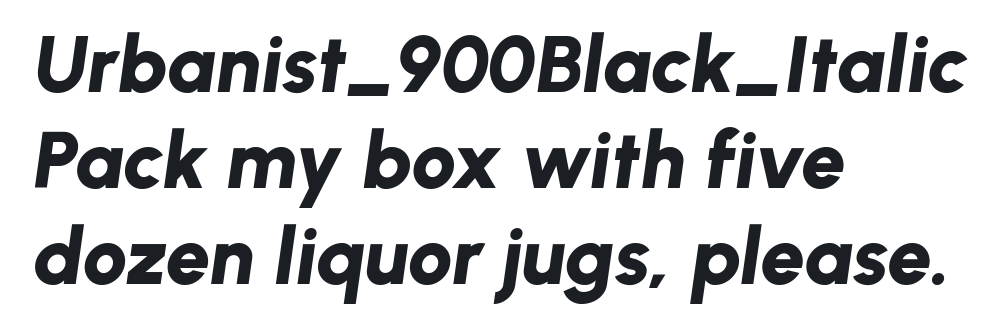 Urbanist_900Black_Italic
Pack my box with five
dozen liquor jugs, please.